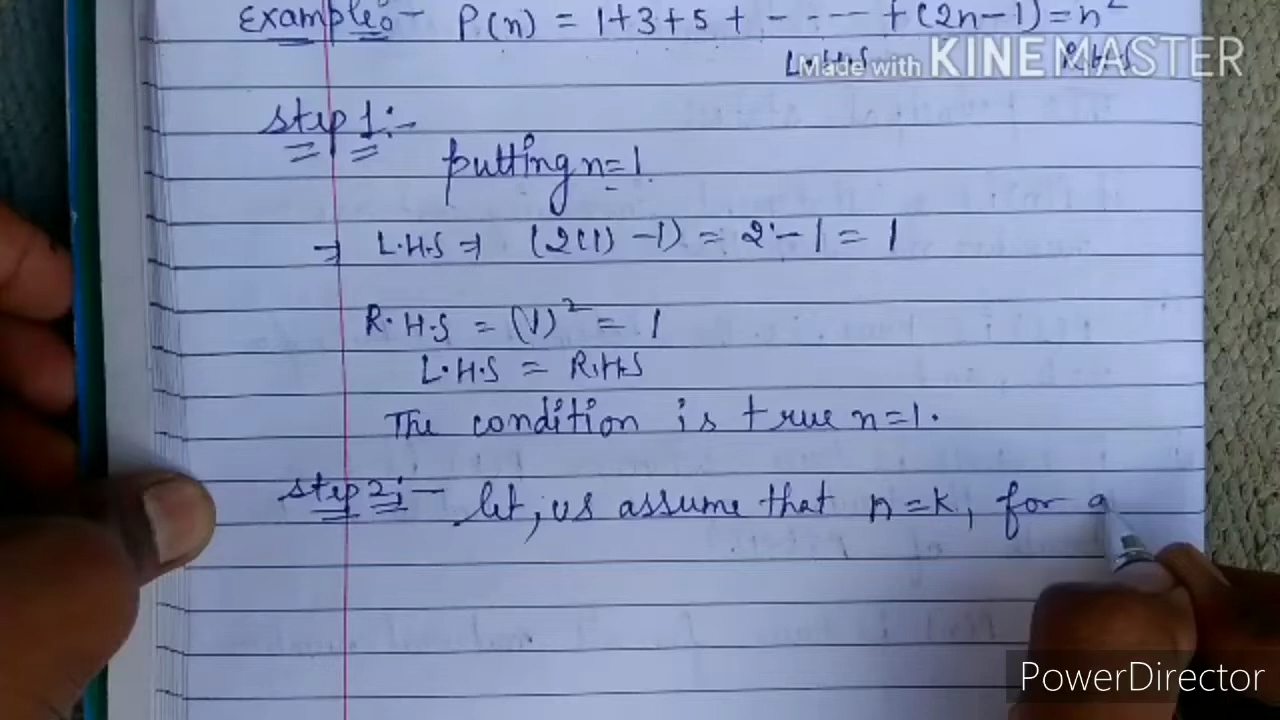 Example:- P(n) = 1+3+5+ - - - - +(2n-1)=n²
L.H.S R.H.S
Made with KINEMASTER
Step 1:-
putting n=1
⇒ L.H.S ⇒ (2(1) -1) = 2-1 = 1
R.H.S = (1)² = 1
L.H.S = R.H.S
The condition is true n=1.
Step 2:- let, us assume that n=k, for a
PowerDirector